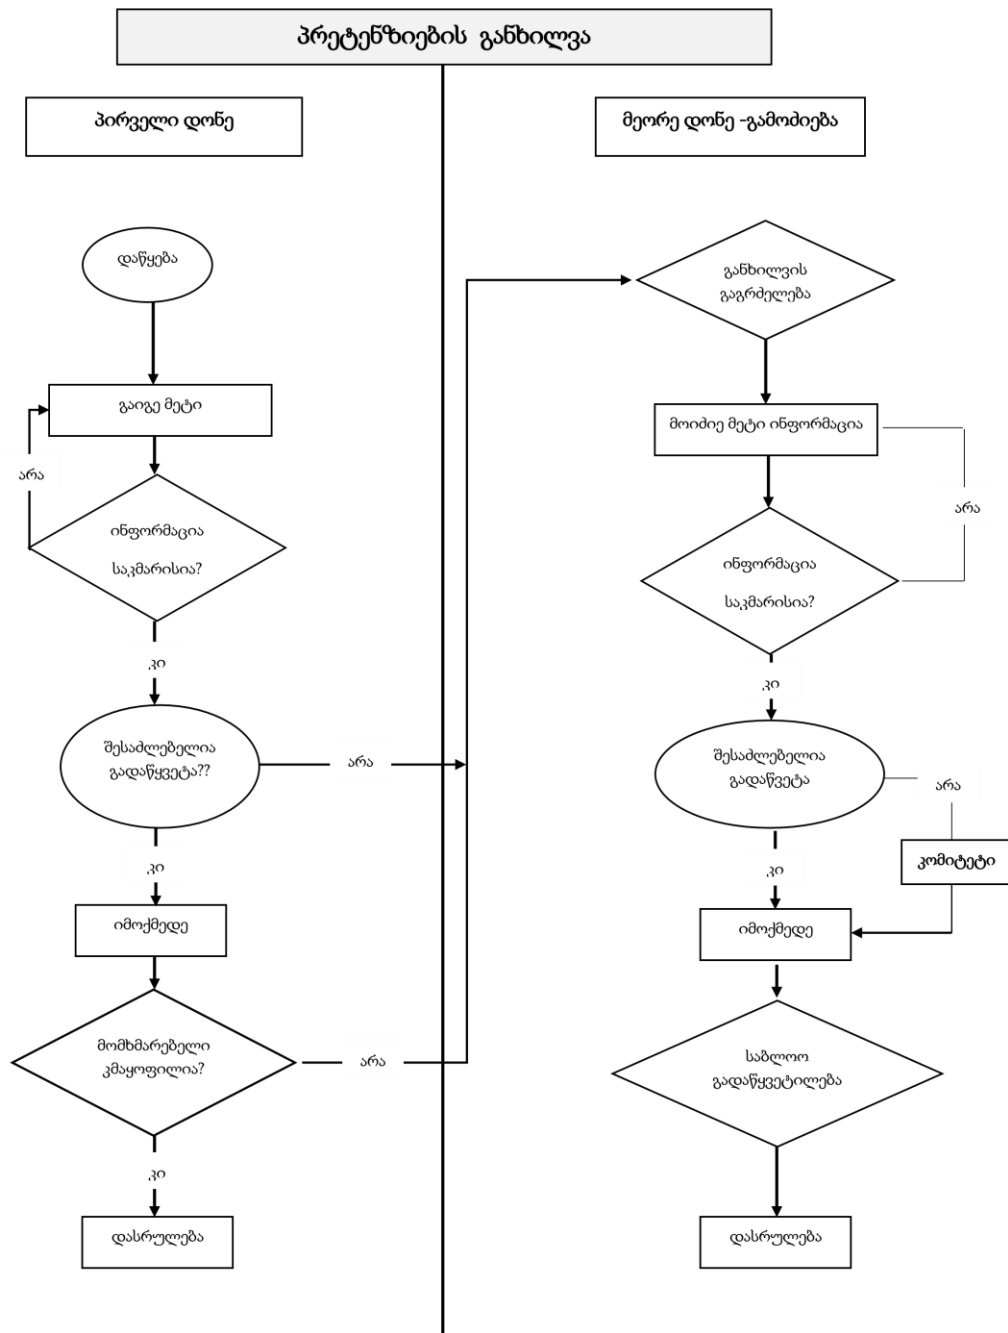 პრეტენზიების განხილვა
პირველი დონე
დაწყება
გაიგე მეტი
არა
ინფორმაცია
საკმარისია?
კი
შესაძლებელია
გადაწყვეტა??
არა
კი
იმოქმედე
მომხმარებელი
კმაყოფილია?
არა
კი
დასრულება
მეორე დონე -გამოძიება
განხილვის
გაგრძელება
მოიძიე მეტი ინფორმაცია
არა
ინფორმაცია
საკმარისია?
კი
შესაძლებელია
გადაწვეტა
არა
კომიტეტი
კი
იმოქმედე
საბლოო
გადაწყვეტილება
დასრულება